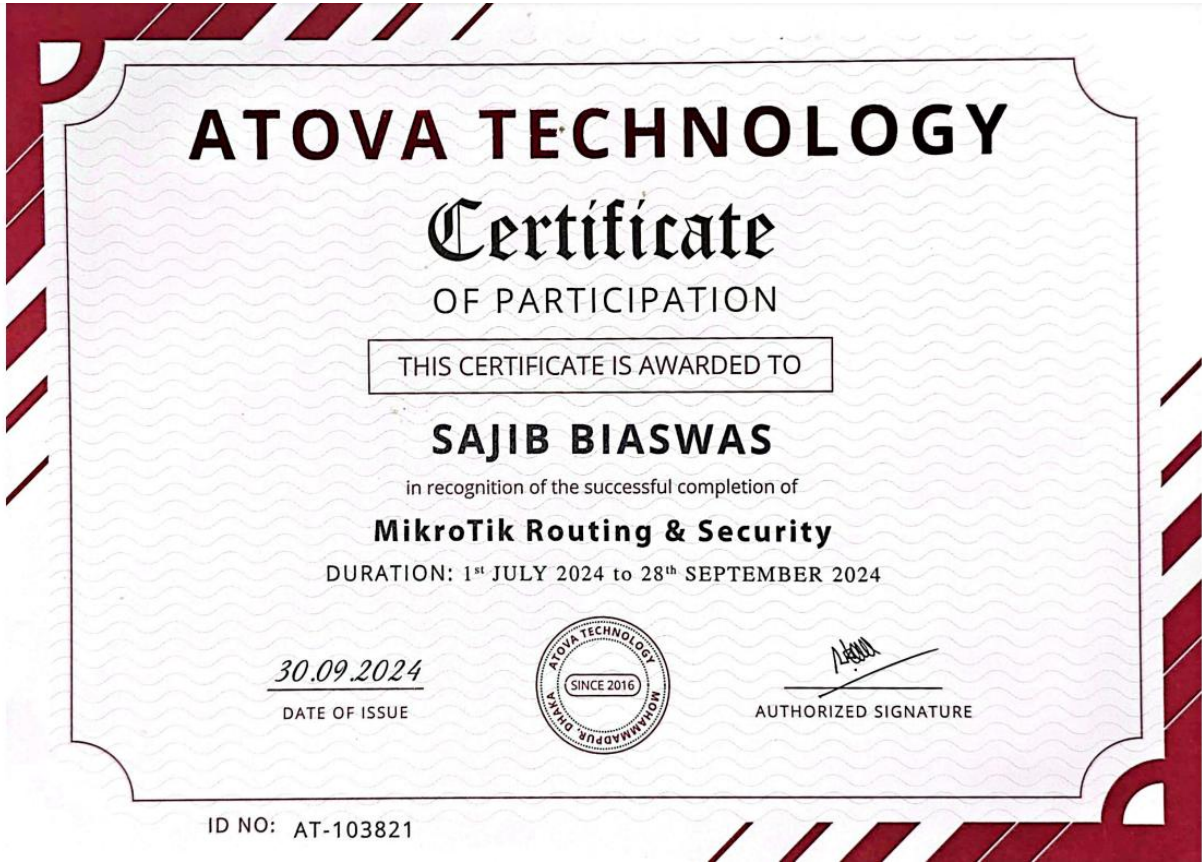 ATOVA TECHNOLOGY
Certificate
OF PARTICIPATION
THIS CERTIFICATE IS AWARDED TO
SAJIB BIASWAS
in recognition of the successful completion of
MikroTik Routing & Security
DURATION: 1st JULY 2024 to 28th SEPTEMBER 2024
30.09.2024
DATE OF ISSUE
ATOVA TECHNOLOGY
SINCE 2016
MOHAMMADPUR, DHAKA
AUTHORIZED SIGNATURE
ID NO: AT-103821